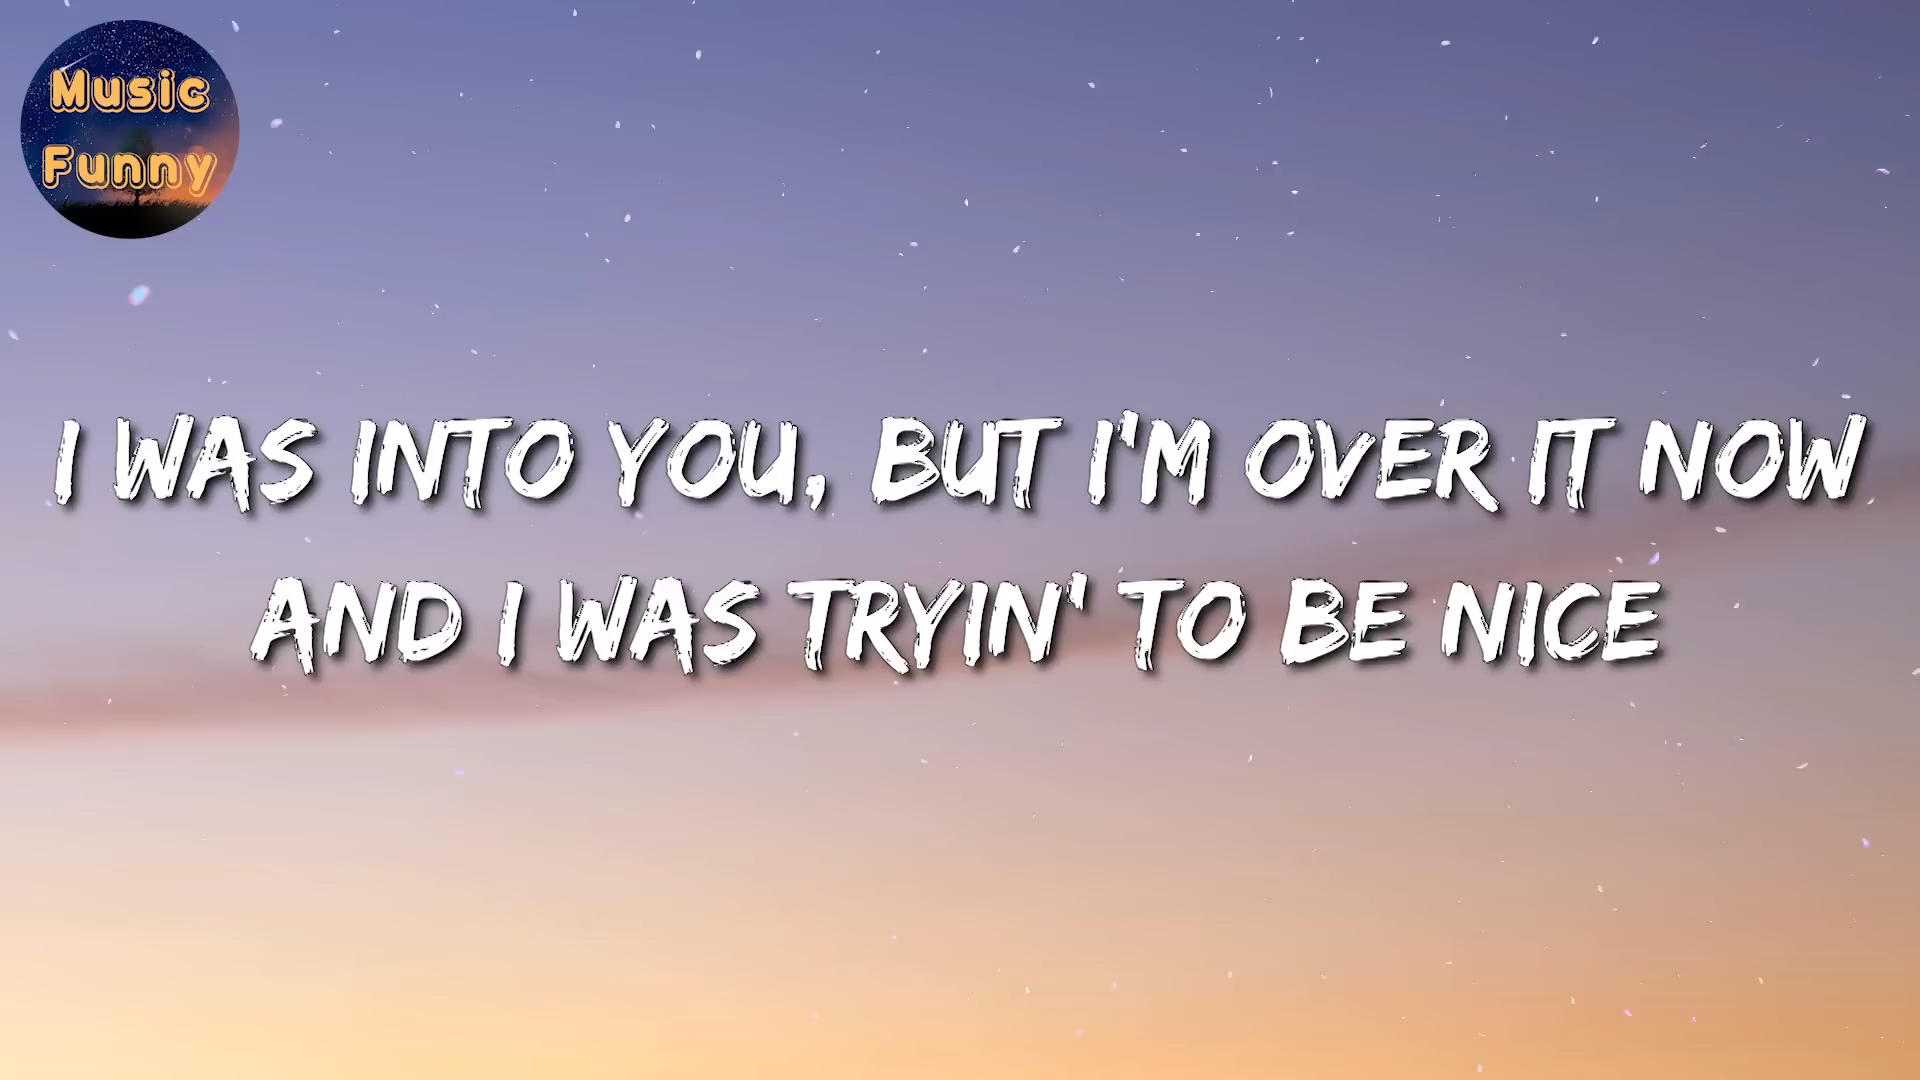 Music
Funny
I WAS INTO YOU, BUT I'M OVER IT NOW
AND I WAS TRYIN' TO BE NICE